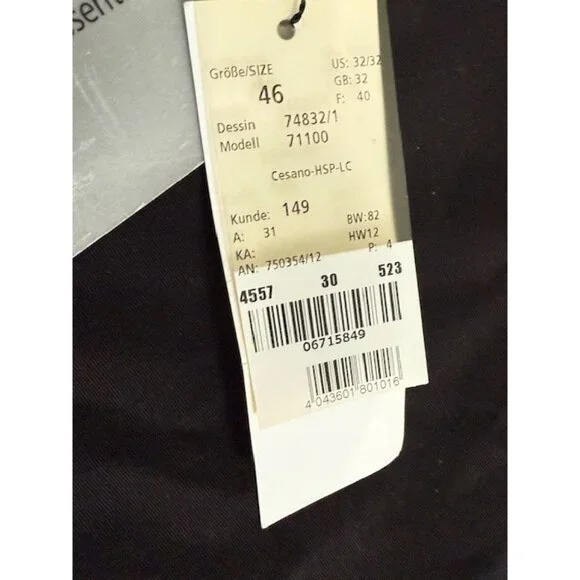 Größe/SIZE US: 32/32
46 GB: 32
F: 40
Dessin 74832/1
Modell 71100
Cesano-HSP-LC
Kunde: 149
A: 31 BW:82
KA: HW12
AN: 750354/12 P: 4
4557 30 523
06715849
4 043601 801016